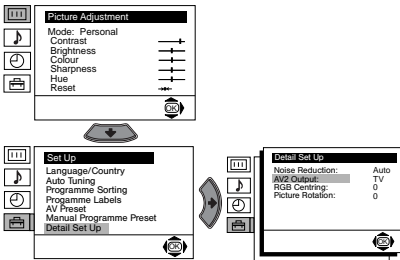 Picture Adjustment
Mode: Personal
Contrast
Brightness
Colour
Sharpness
Hue
Reset
OK
Set Up
Language/Country
Auto Tuning
Programme Sorting
Progamme Labels
AV Preset
Manual Programme Preset
Detail Set Up
OK
Detail Set Up
Noise Reduction: Auto
AV2 Output: TV
RGB Centring: 0
Picture Rotation: 0
OK